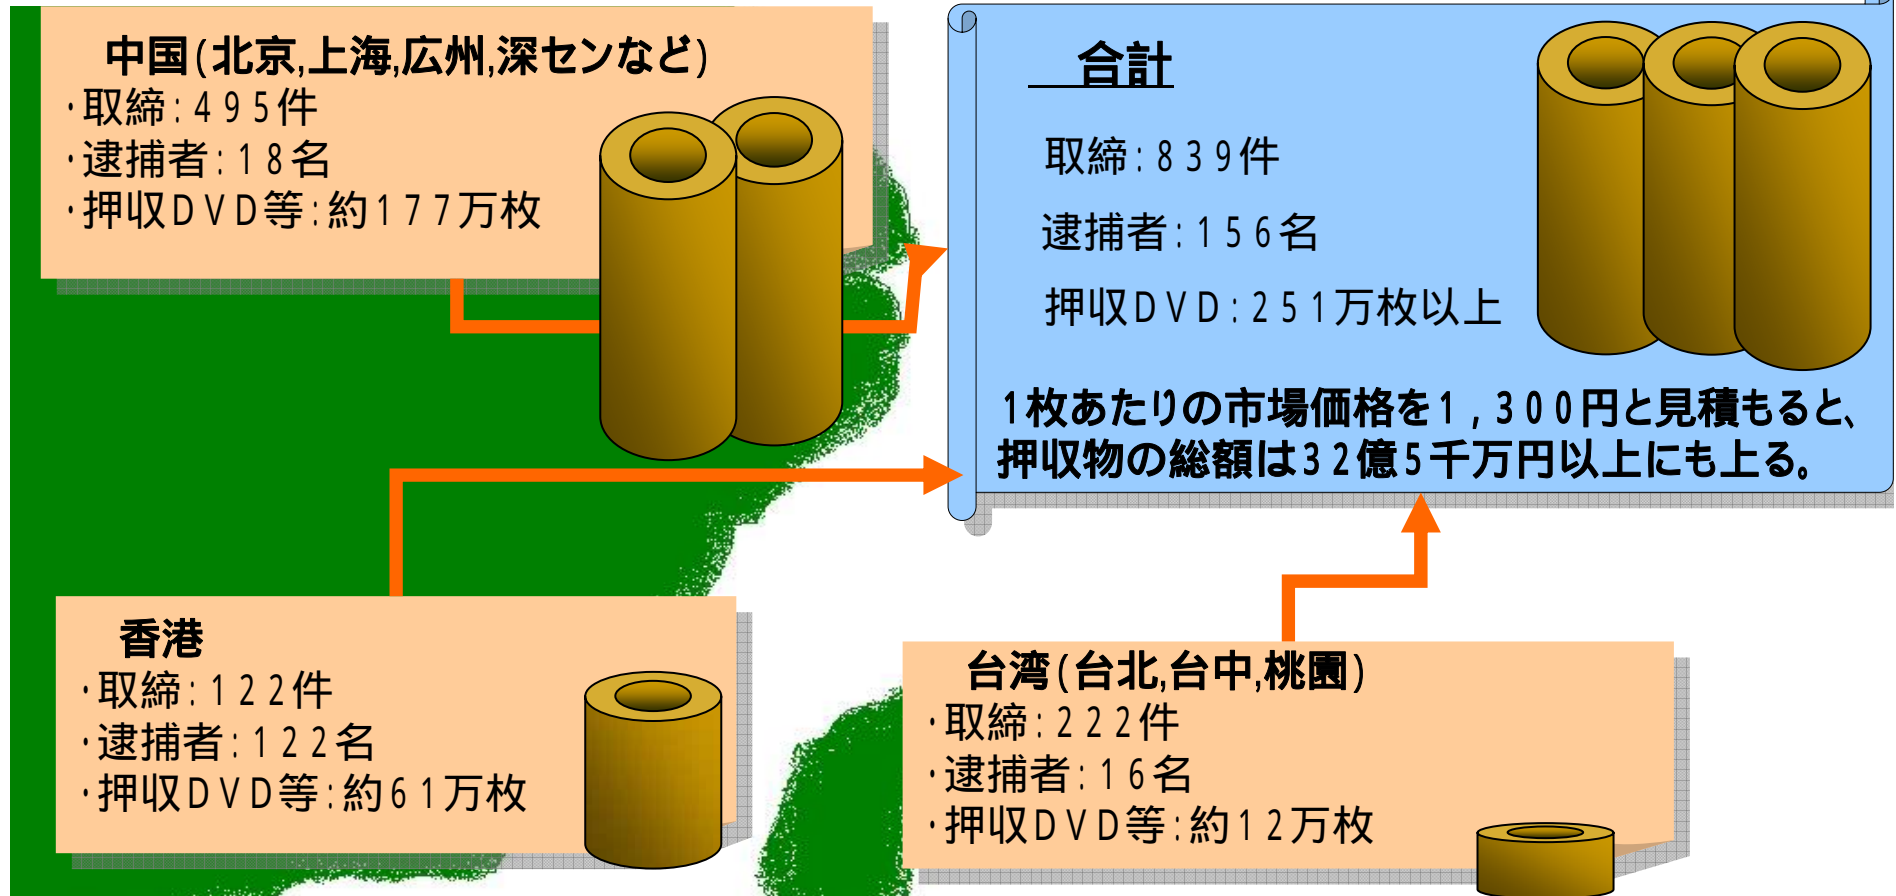 中国(北京,上海,広州,深センなど)
・取締:495件
・逮捕者:18名
・押収DVD等:約177万枚
合計
取締:839件
逮捕者:156名
押収DVD:251万枚以上
1枚あたりの市場価格を1,300円と見積もると、
押収物の総額は32億5千万円以上にも上る。
香港
・取締:122件
・逮捕者:122名
・押収DVD等:約61万枚
台湾(台北,台中,桃園)
・取締:222件
・逮捕者:16名
・押収DVD等:約12万枚